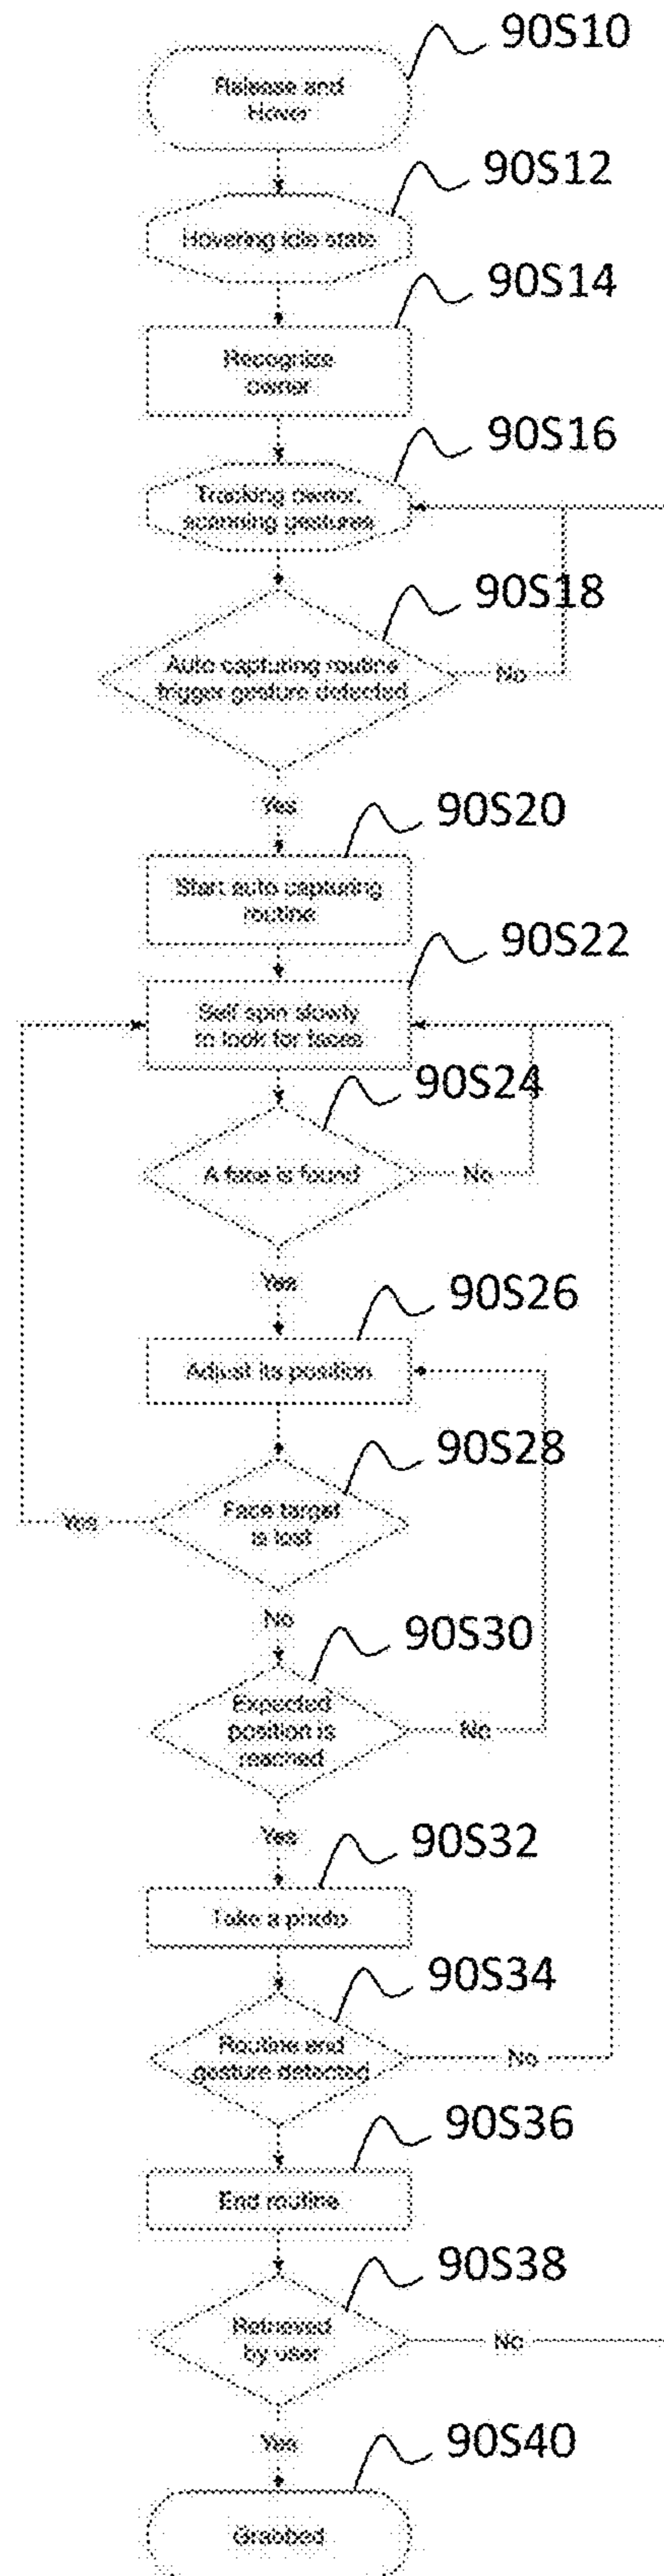 90S10
Release and
Hover
90S12
Hovering idle state
90S14
Recognize
owner
90S16
Tracking owner,
scanning gestures
90S18
Auto capturing routine
trigger gesture detected
No
Yes
90S20
Start auto capturing
routine
90S22
Self spin slowly
to look for faces
90S24
A face is found
No
Yes
90S26
Adjust its position
90S28
Face target
is lost
Yes
No
90S30
Expected
position is
reached
No
Yes
90S32
Take a photo
90S34
Routine end
gesture detected
No
90S36
End routine
90S38
Retrieved
by user
No
Yes
90S40
Grabbed